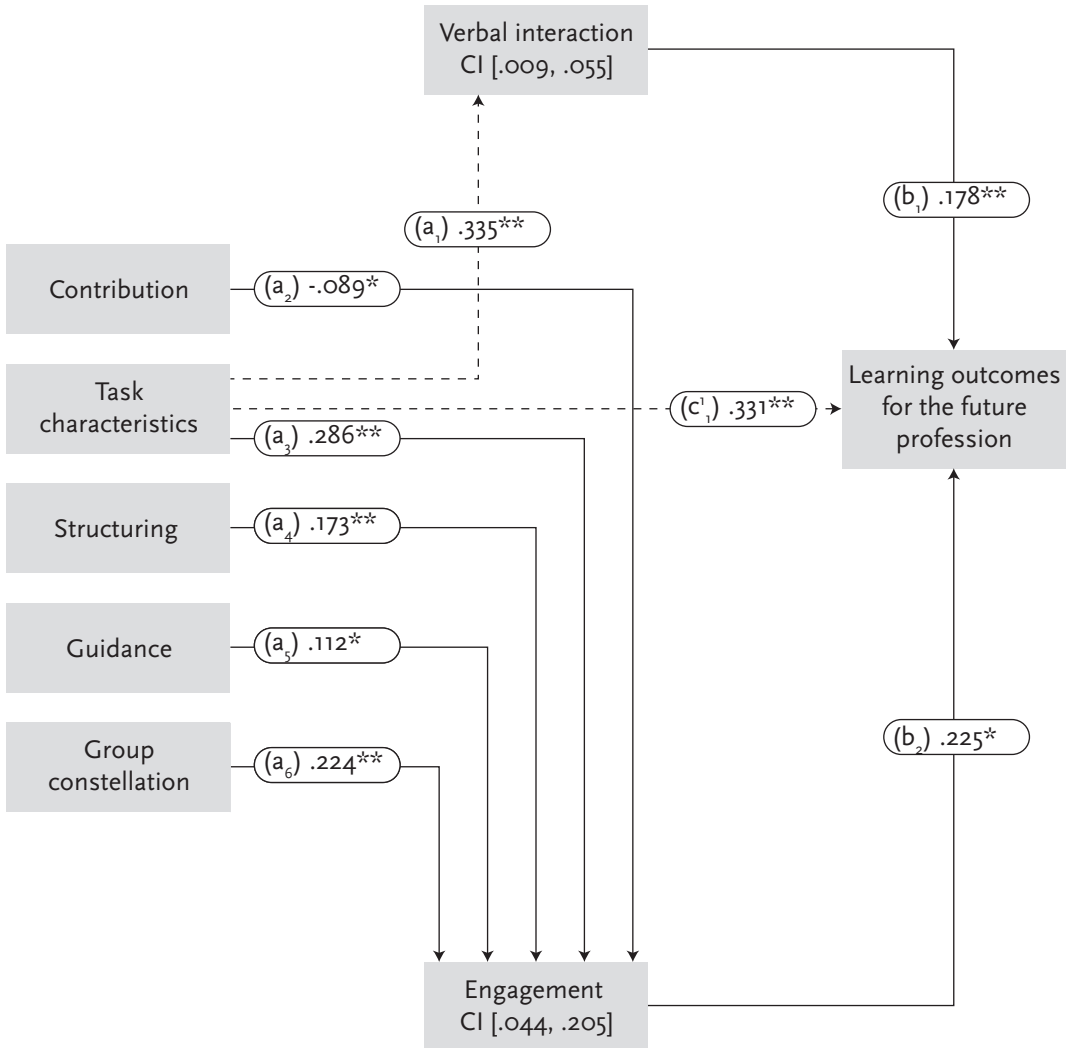 Verbal interaction
CI [.009, .055]
(b₁) .178**
(a₁) .335**
Contribution
(a₂) -.089*
Task
characteristics
(c¹₁) .331**
(a₃) .286**
Learning outcomes
for the future
profession
Structuring
(a₄) .173**
Guidance
(a₅) .112*
Group
constellation
(a₆) .224**
(b₂) .225*
Engagement
CI [.044, .205]